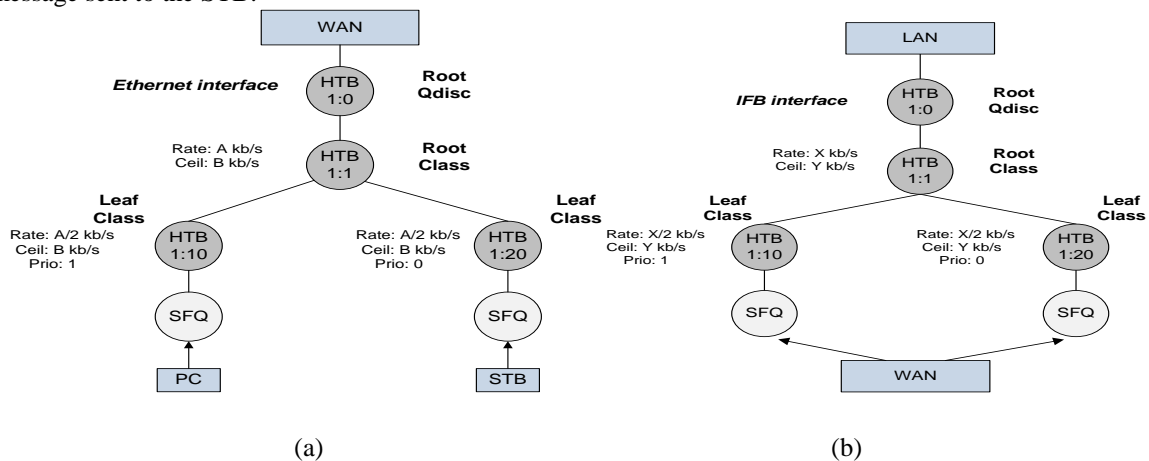 message sent to the STB.
WAN
Ethernet interface
HTB
1:0
Root
Qdisc
Rate: A kb/s
Ceil: B kb/s
HTB
1:1
Root
Class
Leaf
Class
Rate: A/2 kb/s
Ceil: B kb/s
Prio: 1
HTB
1:10
Rate: A/2 kb/s
Ceil: B kb/s
Prio: 0
HTB
1:20
Leaf
Class
SFQ
SFQ
PC
STB
(a)
LAN
IFB interface
HTB
1:0
Root
Qdisc
Rate: X kb/s
Ceil: Y kb/s
HTB
1:1
Root
Class
Leaf
Class
Rate: X/2 kb/s
Ceil: Y kb/s
Prio: 1
HTB
1:10
Rate: X/2 kb/s
Ceil: Y kb/s
Prio: 0
HTB
1:20
Leaf
Class
SFQ
SFQ
WAN
(b)